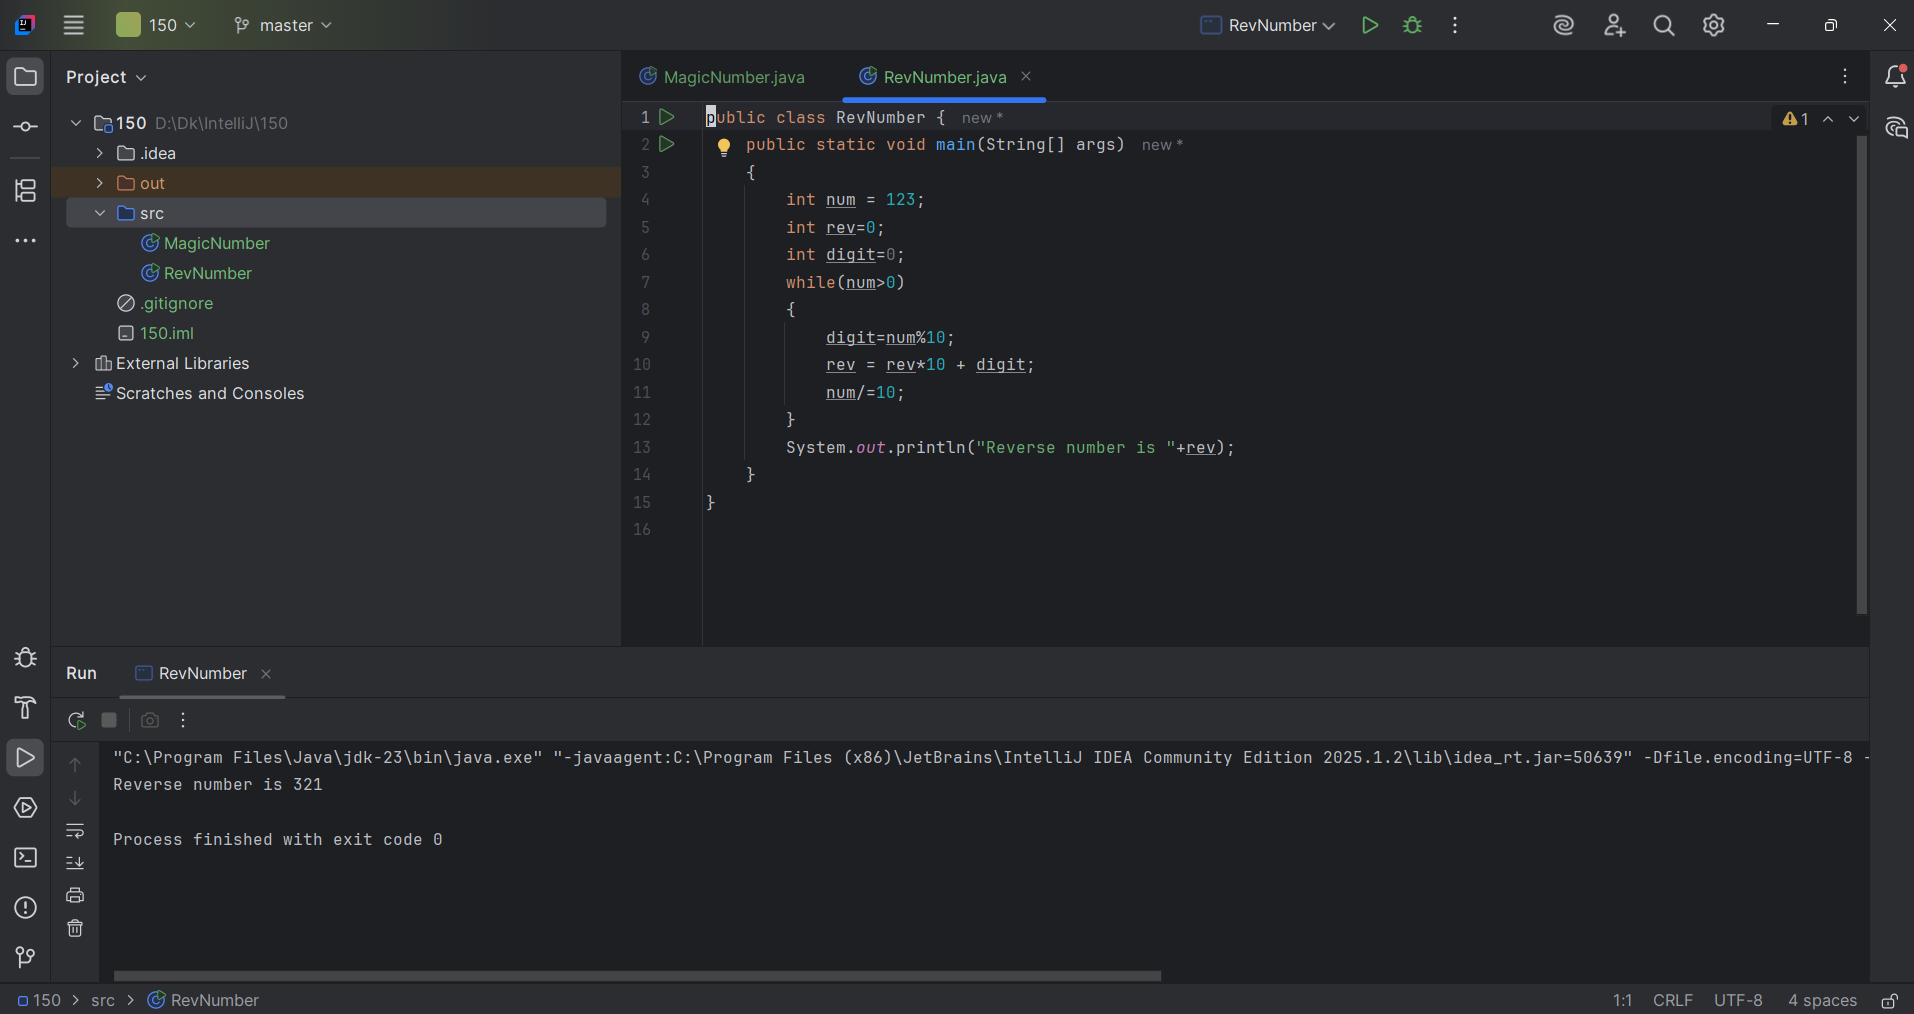 150 master RevNumber
Project
150 D:\Dk\IntelliJ\150
.idea
out
src
MagicNumber
RevNumber
.gitignore
150.iml
External Libraries
Scratches and Consoles
MagicNumber.java RevNumber.java
1 public class RevNumber { new *
2 public static void main(String[] args) new *
3 {
4 int num = 123;
5 int rev=0;
6 int digit=0;
7 while(num>0)
8 {
9 digit=num%10;
10 rev = rev*10 + digit;
11 num/=10;
12 }
13 System.out.println("Reverse number is "+rev);
14 }
15 }
16
1
Run RevNumber
"C:\Program Files\Java\jdk-23\bin\java.exe" "-javaagent:C:\Program Files (x86)\JetBrains\IntelliJ IDEA Community Edition 2025.1.2\lib\idea_rt.jar=50639" -Dfile.encoding=UTF-8 -
Reverse number is 321
Process finished with exit code 0
150 > src > RevNumber
1:1 CRLF UTF-8 4 spaces